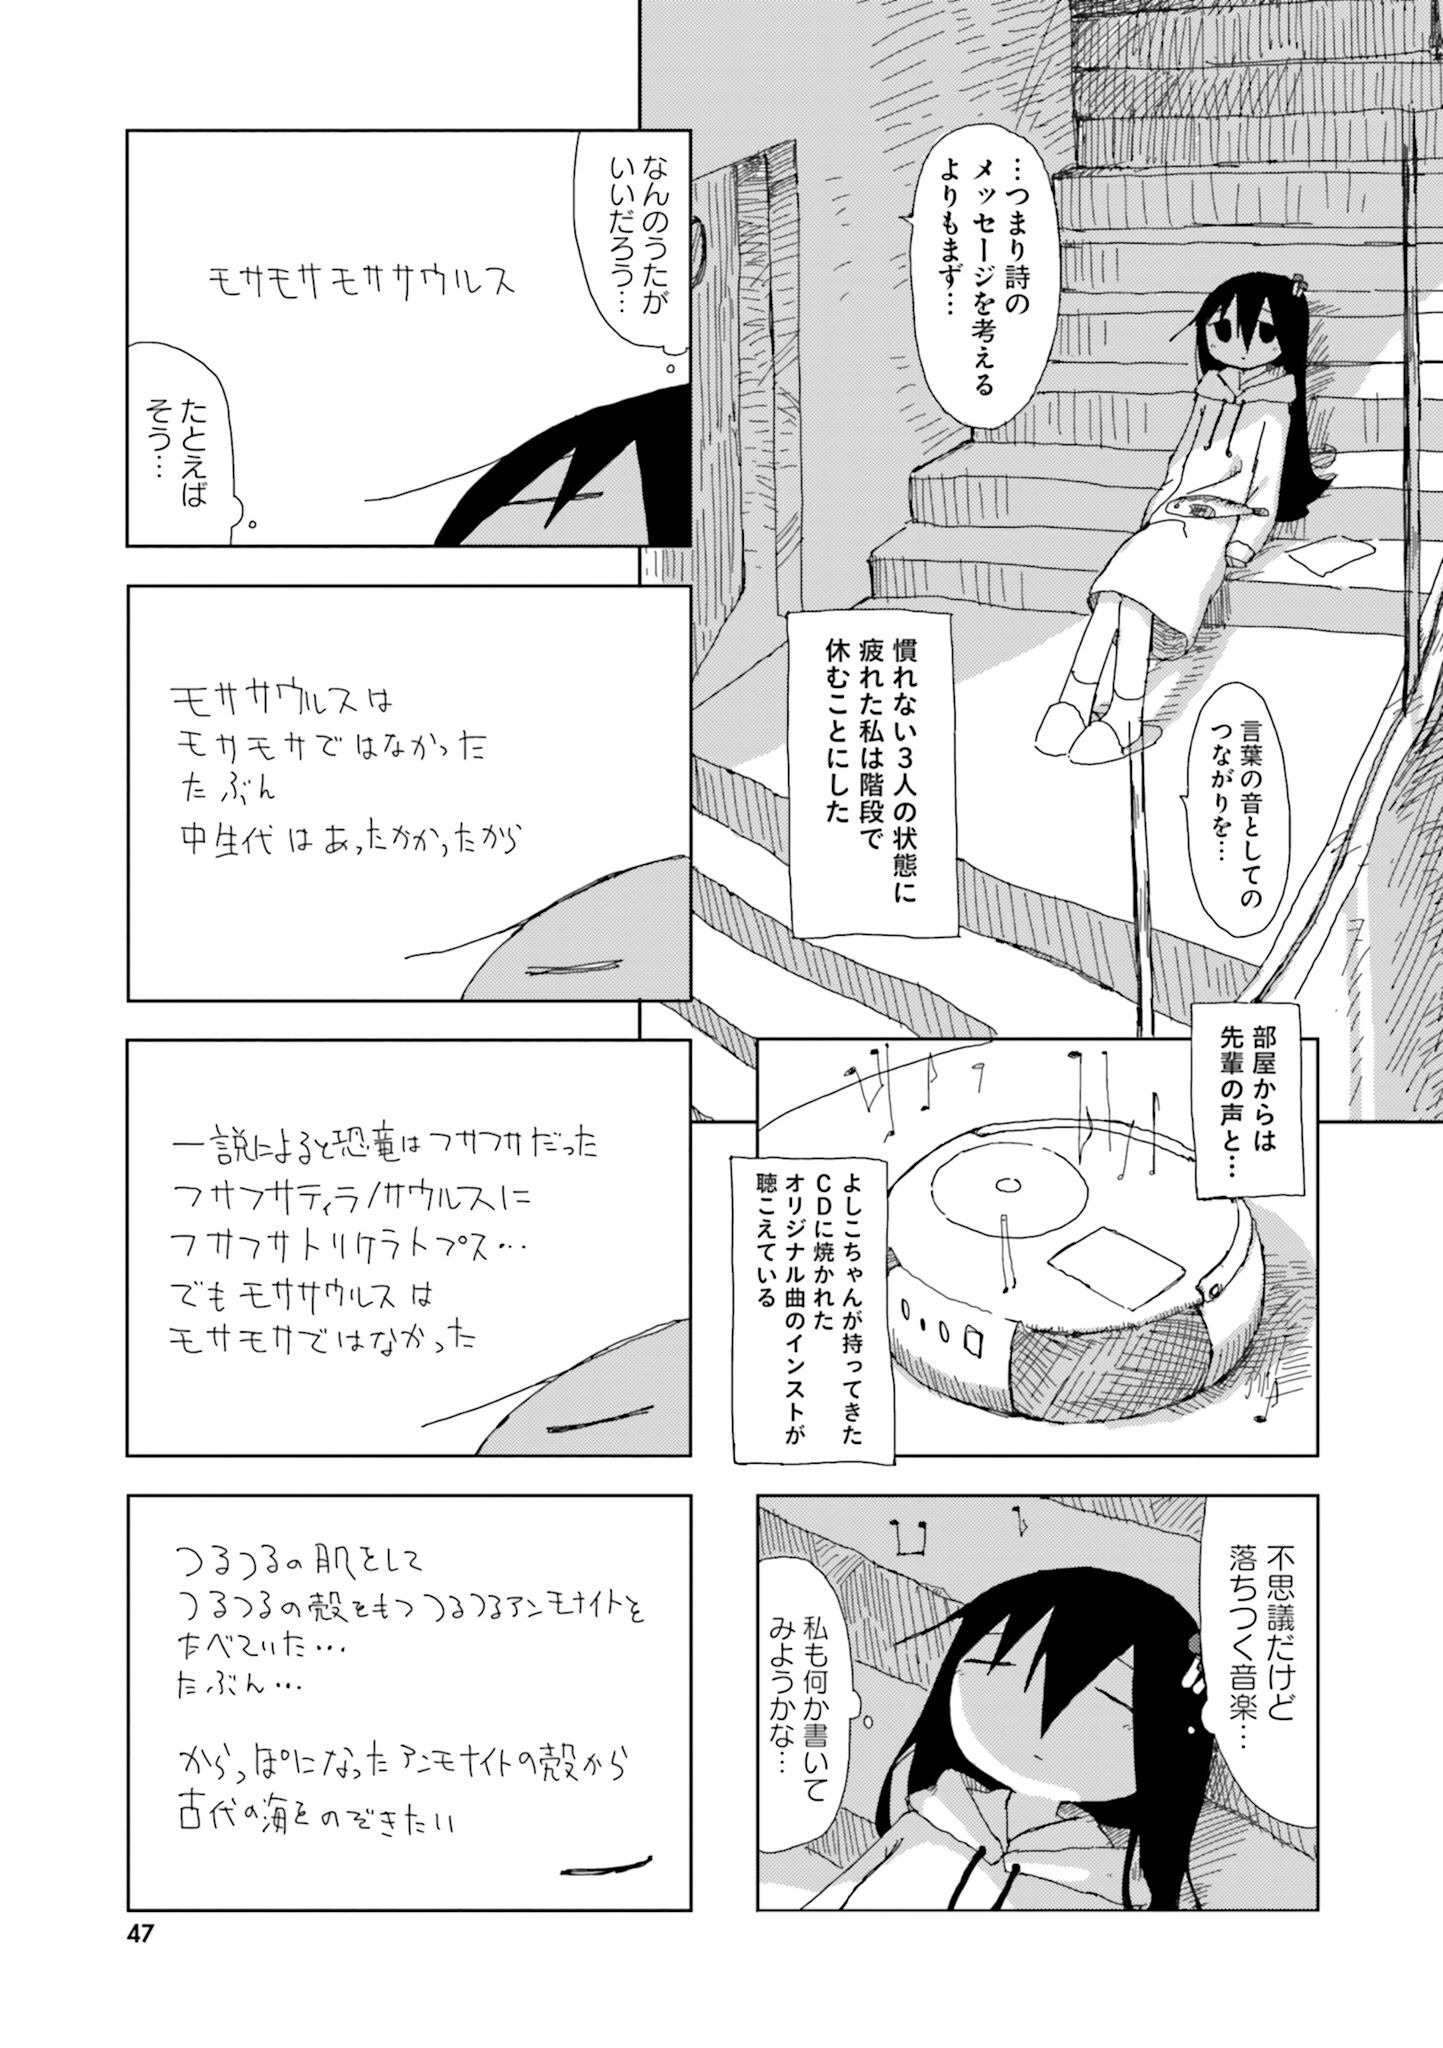 …つまり詩の
メッセージを考える
よりもまず…
言葉の音としての
つながりを…
慣れない3人の状態に
疲れた私は階段で
休むことにした
部屋からは
先輩の声と…
よしこちゃんが持ってきた
CDに焼かれた
オリジナル曲のインストが
聴こえている
不思議だけど
落ちつく音楽…
私も何か書いて
みようかな…
なんのうたが
いいだろう…
モサモサモササウルス
たとえば
そう…
モササウルスは
モサモサではなかった
たぶん
中生代はあったかかったから
一説によると恐竜はフサフサだった
フサフサティラノサウルスに
フサフサトリケラトプス…
でもモササウルスは
モサモサではなかった
つるつるの肌をして
つるつるの殻をもつつるつるアンモナイトを
たべていた…
たぶん…
からっぽになったアンモナイトの殻から
古代の海をのぞきたい
47